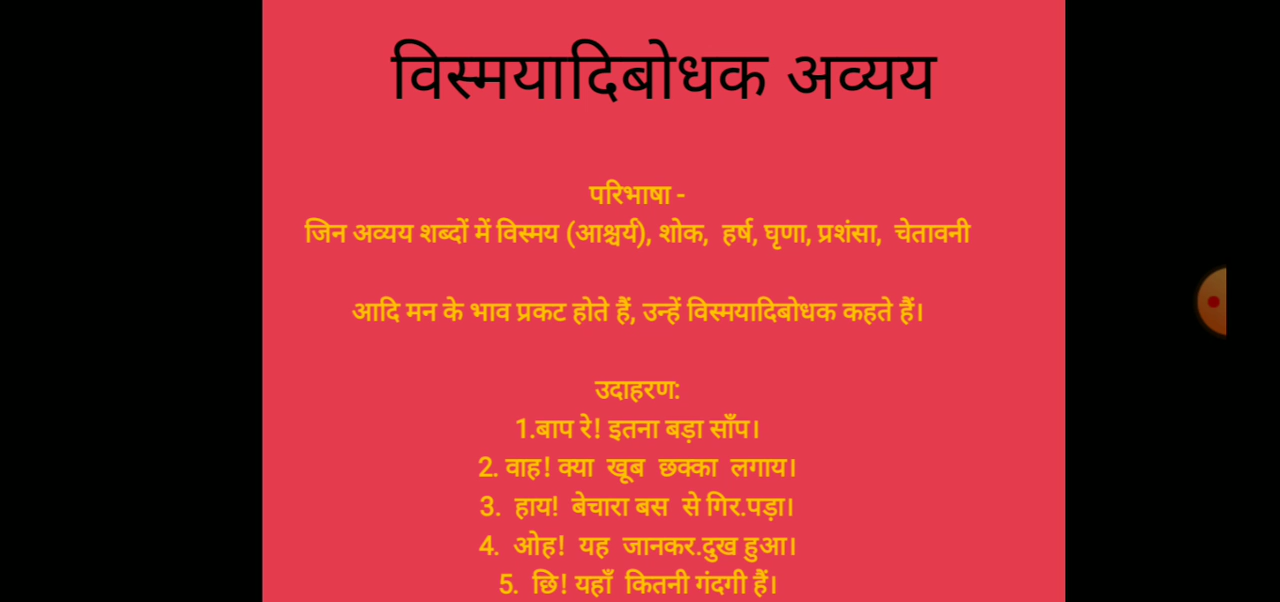 विस्मयादिबोधक अव्यय
परिभाषा -
जिन अव्यय शब्दों में विस्मय (आश्चर्य), शोक, हर्ष, घृणा, प्रशंसा, चेतावनी
आदि मन के भाव प्रकट होते हैं, उन्हें विस्मयादिबोधक कहते हैं।
उदाहरण:
1.बाप रे! इतना बड़ा साँप।
2. वाह! क्या खूब छक्का लगाय।
3. हाय! बेचारा बस से गिर.पड़ा।
4. ओह! यह जानकर.दुख हुआ।
5. छि! यहाँ कितनी गंदगी हैं।